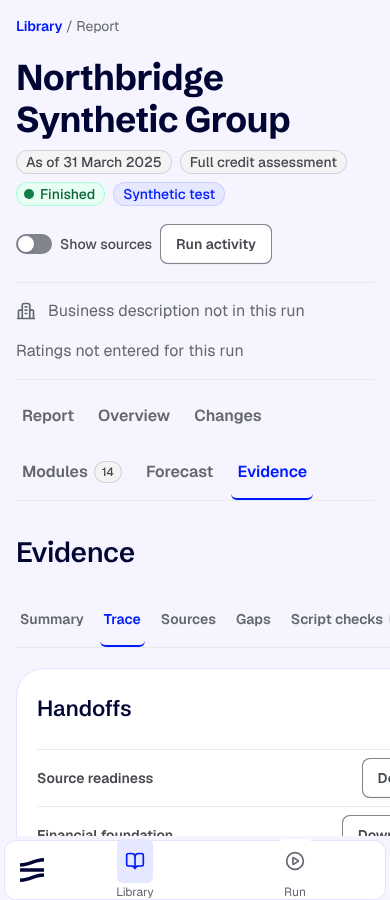 Library / Report
Northbridge
Synthetic Group
As of 31 March 2025 Full credit assessment
Finished Synthetic test
Show sources Run activity
Business description not in this run
Ratings not entered for this run
Report Overview Changes
Modules 14 Forecast Evidence
Evidence
Summary Trace Sources Gaps Script checks
Handoffs
Source readiness
Financial foundation
Library Run